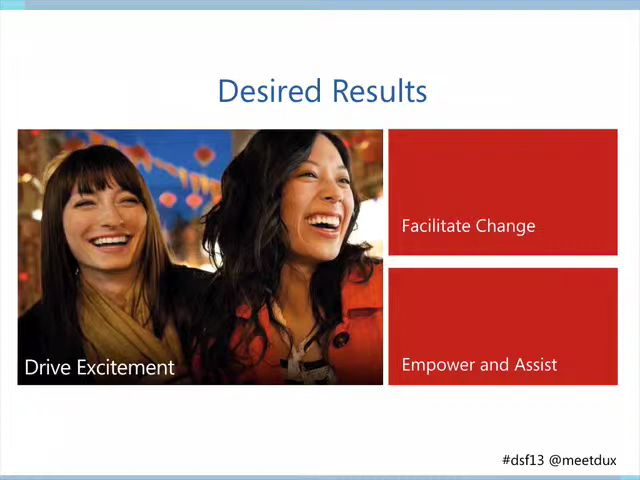 Desired Results
Drive Excitement
Facilitate Change
Empower and Assist
#dsf13 @meetdux